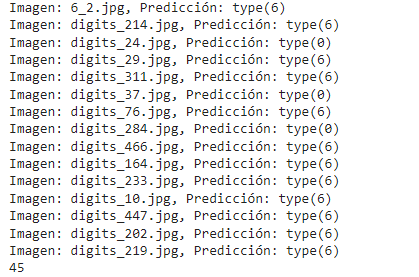 Imagen: 6_2.jpg, Predicción: type(6)
Imagen: digits_214.jpg, Predicción: type(6)
Imagen: digits_24.jpg, Predicción: type(0)
Imagen: digits_29.jpg, Predicción: type(6)
Imagen: digits_311.jpg, Predicción: type(6)
Imagen: digits_37.jpg, Predicción: type(0)
Imagen: digits_76.jpg, Predicción: type(6)
Imagen: digits_284.jpg, Predicción: type(0)
Imagen: digits_466.jpg, Predicción: type(6)
Imagen: digits_164.jpg, Predicción: type(6)
Imagen: digits_233.jpg, Predicción: type(6)
Imagen: digits_10.jpg, Predicción: type(6)
Imagen: digits_447.jpg, Predicción: type(6)
Imagen: digits_202.jpg, Predicción: type(6)
Imagen: digits_219.jpg, Predicción: type(6)
45